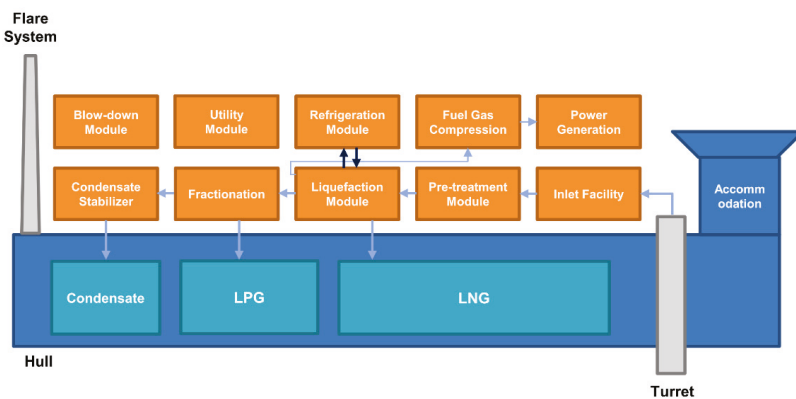 Flare
System
Blow-down
Module
Utility
Module
Refrigeration
Module
Fuel Gas
Compression
Power
Generation
Condensate
Stabilizer
Fractionation
Liquefaction
Module
Pre-treatment
Module
Inlet Facility
Accomm
odation
Condensate
LPG
LNG
Hull
Turret